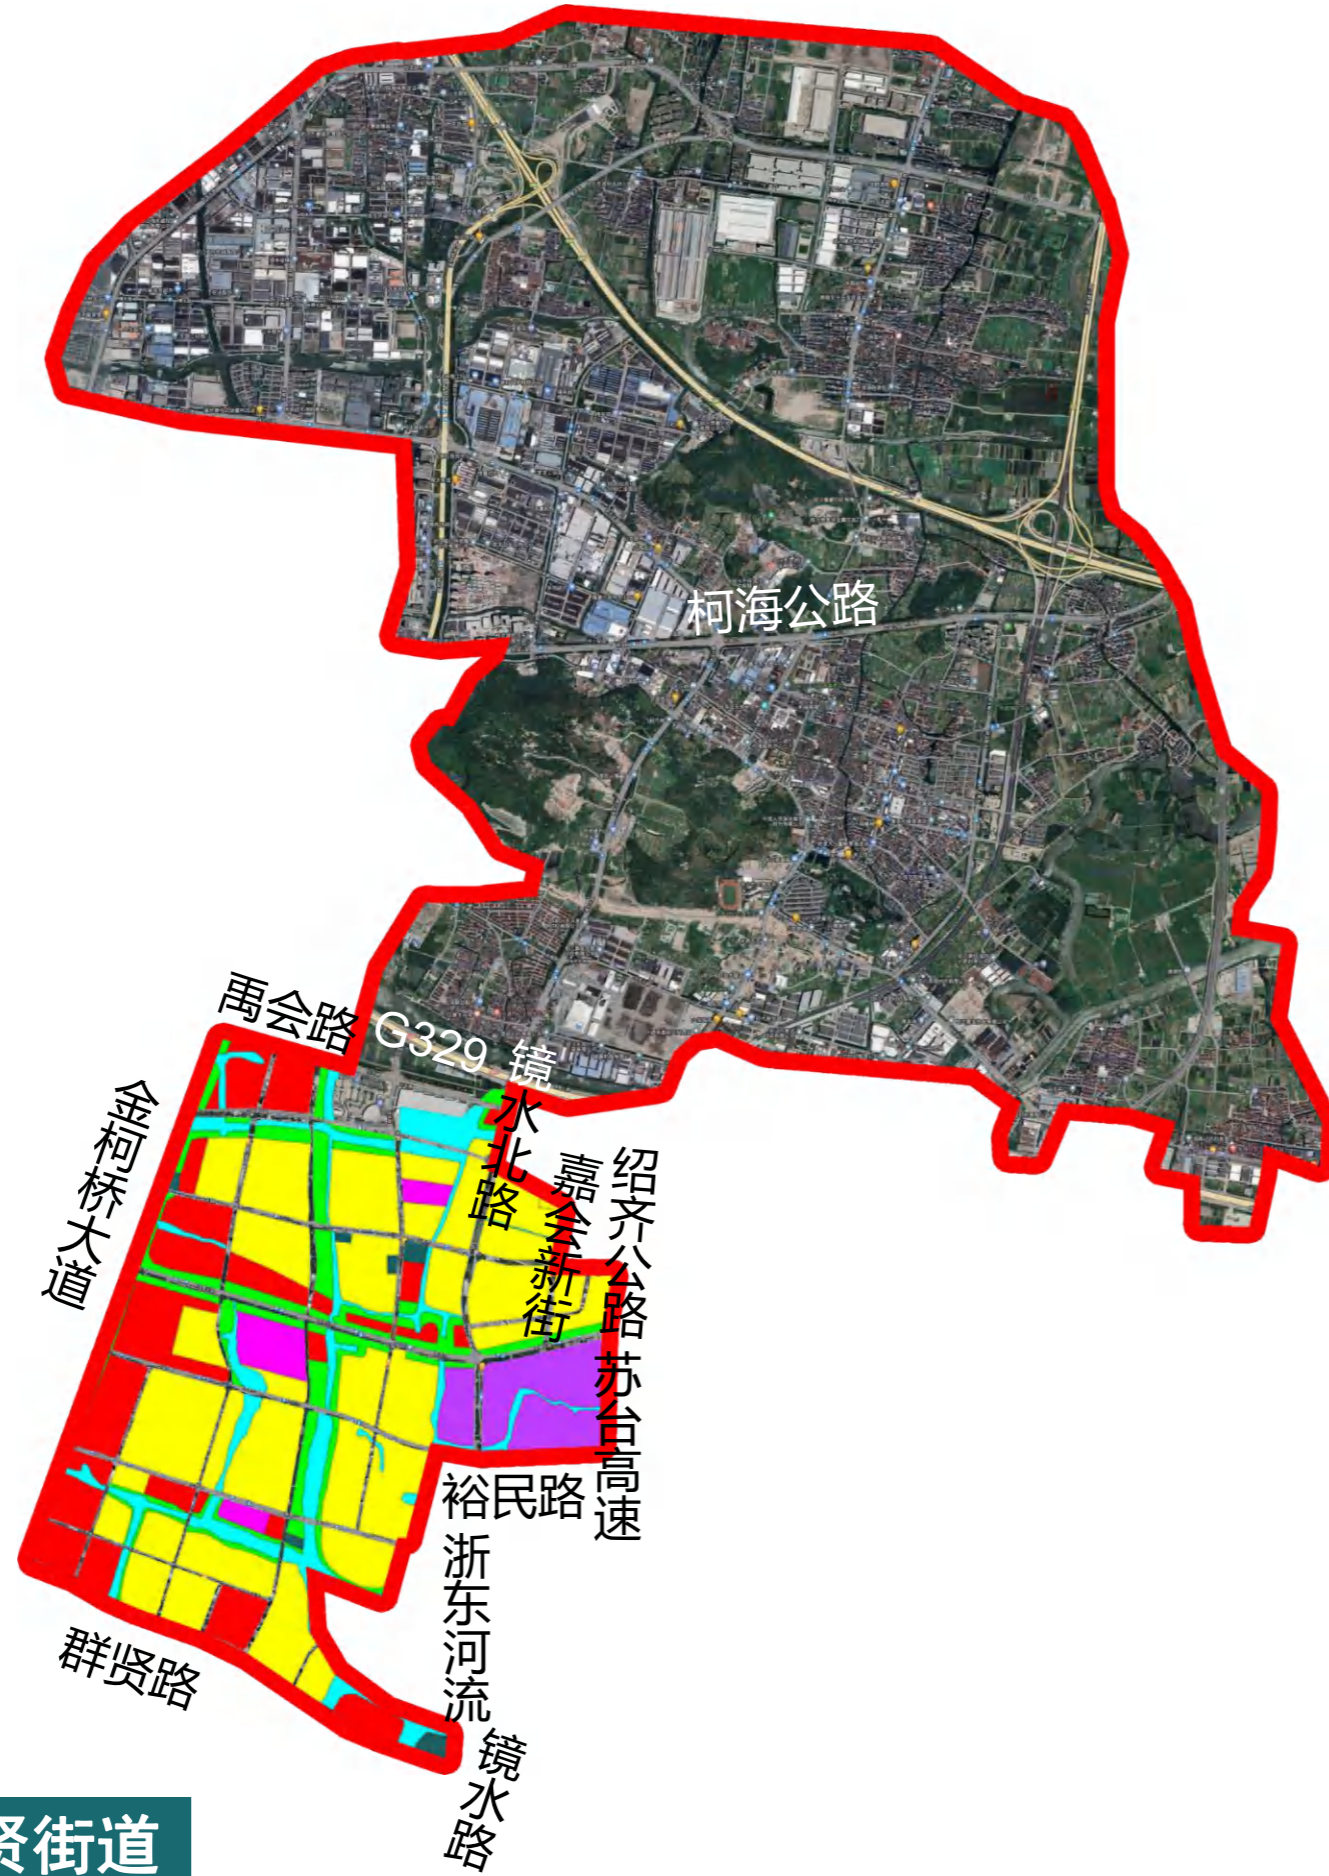 柯海公路
禹会路
G329
镜水北路
金柯桥大道
嘉会新街
绍齐公路
苏台高速
裕民路
浙东河流
群贤路
镜水路
贤街道